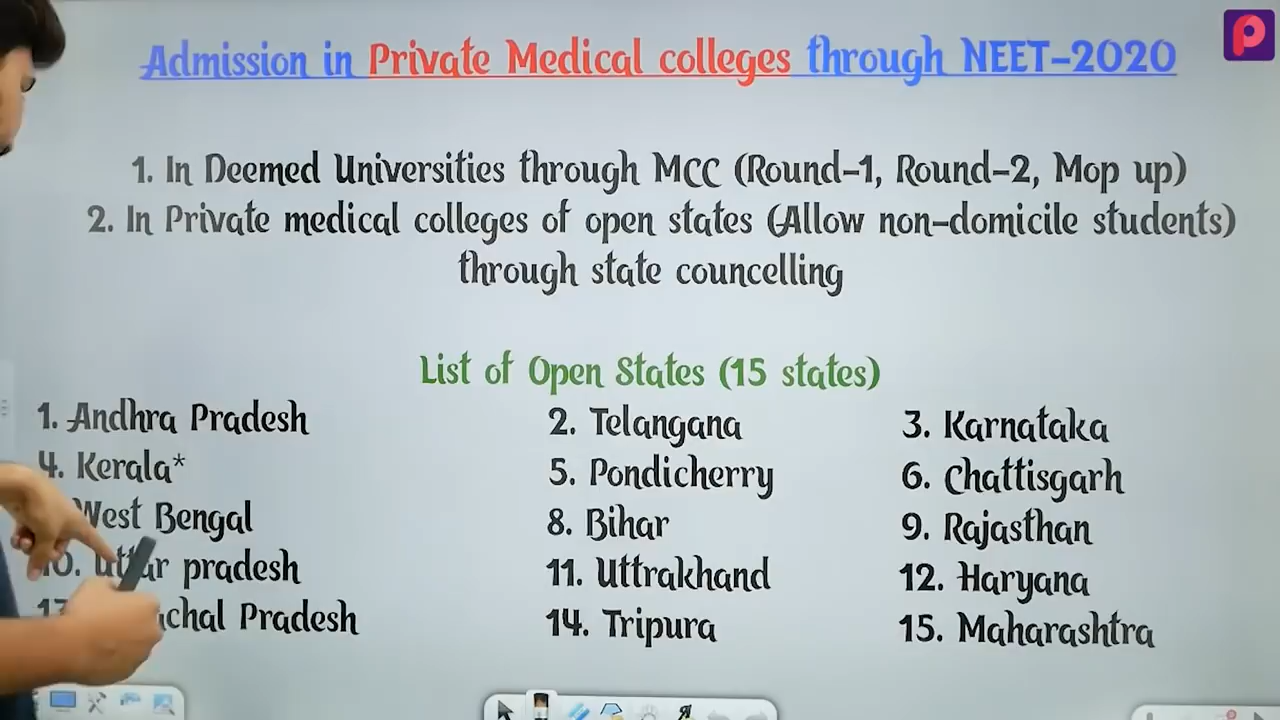 Admission in Private Medical colleges through NEET-2020
1. In Deemed Universities through MCC (Round-1, Round-2, Mop up)
2. In Private medical colleges of open states (Allow non-domicile students)
through state councelling
List of Open States (15 states)
1. Andhra Pradesh 2. Telangana 3. Karnataka
4. Kerala* 5. Pondicherry 6. Chattisgarh
West Bengal 8. Bihar 9. Rajasthan
10. Uttar pradesh 11. Uttrakhand 12. Haryana
Pradesh 14. Tripura 15. Maharashtra